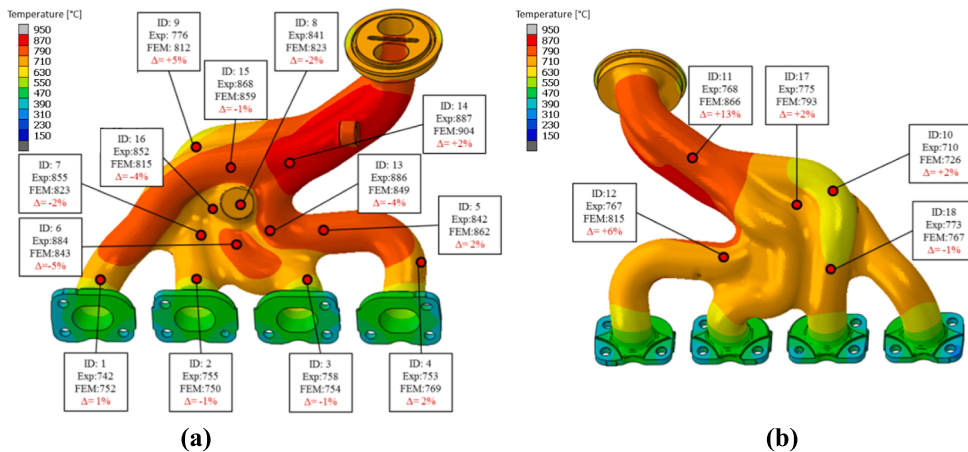 Temperature [°C]
950
870
790
710
630
550
470
390
310
230
150
ID: 9
Exp: 776
FEM: 812
Δ= +5%
ID: 8
Exp:841
FEM:823
Δ= -2%
ID: 15
Exp: 868
FEM:859
Δ= -1%
ID: 14
Exp:887
FEM:904
Δ= +2%
ID: 16
Exp:852
FEM:815
Δ= -4%
ID: 7
Exp:855
FEM:823
Δ= -2%
ID: 13
Exp:886
FEM:849
Δ= -4%
ID: 5
Exp:842
FEM:862
Δ= 2%
ID: 6
Exp:884
FEM:843
Δ=-5%
ID: 1
Exp:742
FEM:752
Δ= 1%
ID: 2
Exp:755
FEM:750
Δ= -1%
ID: 3
Exp:758
FEM:754
Δ= -1%
ID: 4
Exp:753
FEM:769
Δ= 2%
(a)
Temperature [°C]
950
870
790
710
630
550
470
390
310
230
150
ID:11
Exp:768
FEM:866
Δ= +13%
ID:17
Exp:775
FEM:793
Δ= +2%
ID: 10
Exp:710
FEM:726
Δ= +2%
ID:12
Exp:767
FEM:815
Δ= +6%
ID:18
Exp:773
FEM:767
Δ= -1%
(b)